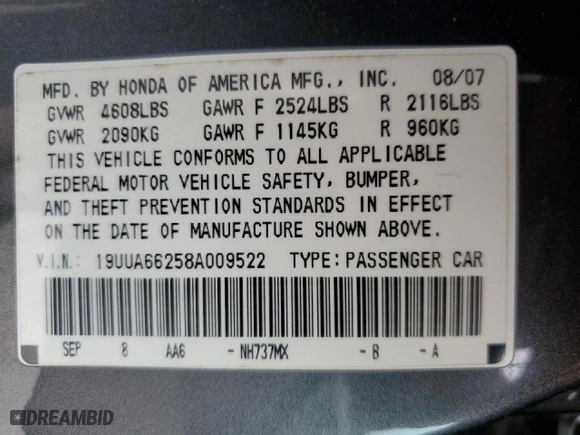 MFD. BY HONDA OF AMERICA MFG., INC. 08/07
GVWR 4608LBS GAWR F 2524LBS R 2116LBS
GVWR 2090KG GAWR F 1145KG R 960KG
THIS VEHICLE CONFORMS TO ALL APPLICABLE
FEDERAL MOTOR VEHICLE SAFETY, BUMPER,
AND THEFT PREVENTION STANDARDS IN EFFECT
ON THE DATE OF MANUFACTURE SHOWN ABOVE.
V.I.N.: 19UUA66258A009522 TYPE: PASSENGER CAR
SEP 8 AA6 -NH737MX -B -A
DREAMBID